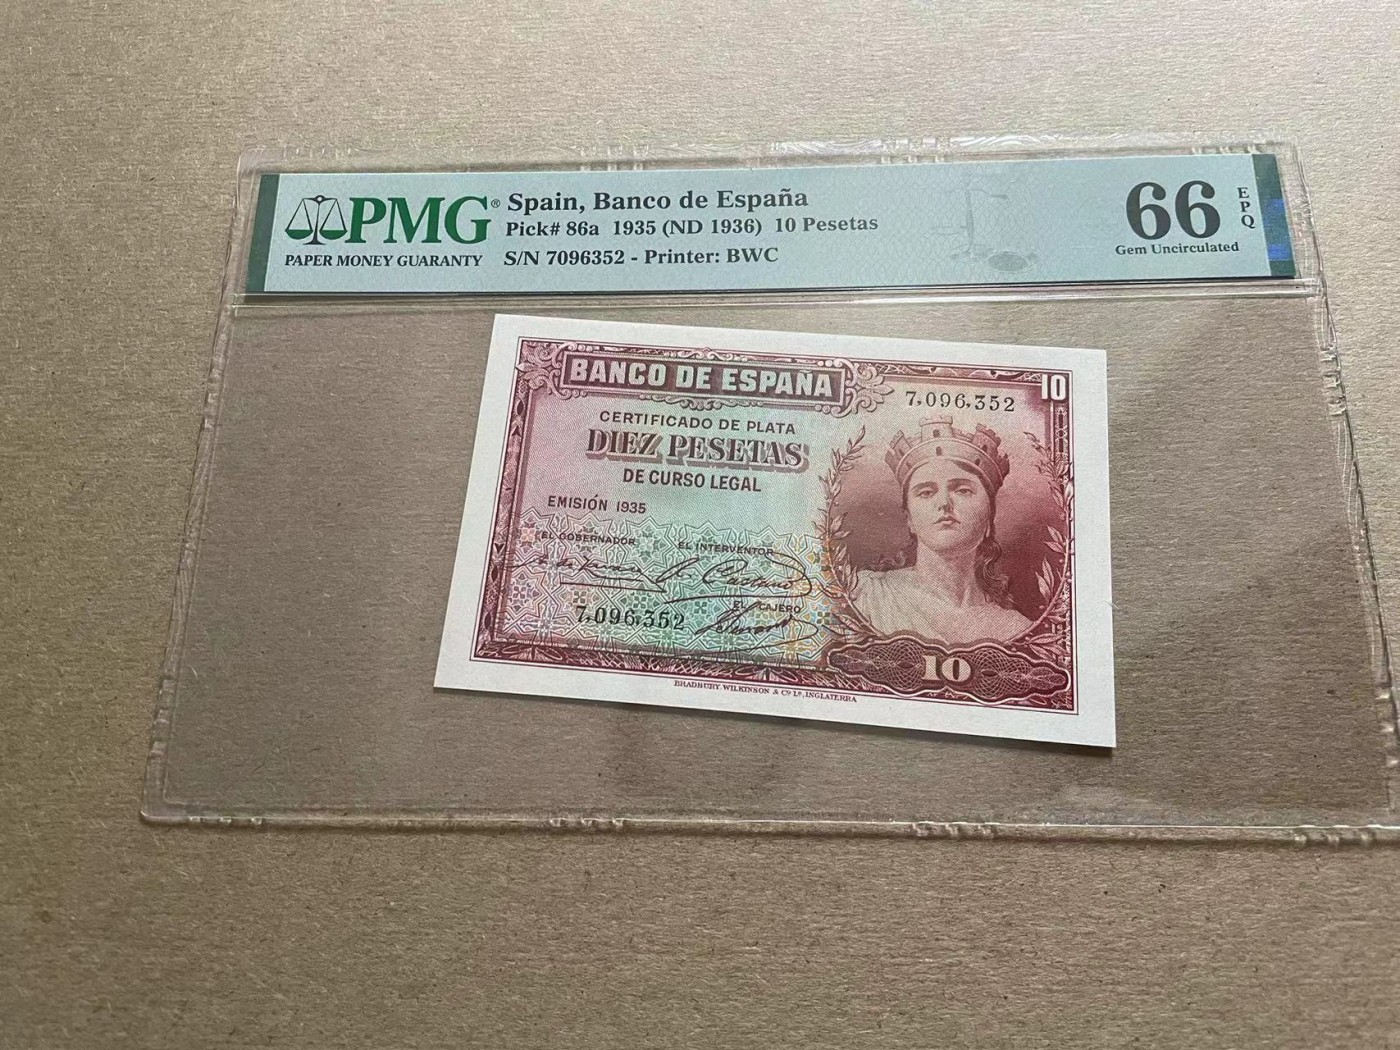 PMG®
PAPER MONEY GUARANTY
Spain, Banco de España
Pick# 86a 1935 (ND 1936) 10 Pesetas
S/N 7096352 - Printer: BWC
66
EPQ
Gem Uncirculated
BANCO DE ESPAÑA
10
7,096,352
CERTIFICADO DE PLATA
DIEZ PESETAS
DE CURSO LEGAL
EMISIÓN 1935
EL GOBERNADOR
EL INTERVENTOR
EL CAJERO
7,096,352
10
BRADBURY, WILKINSON & Cº Lᵈ, INGLATERRA